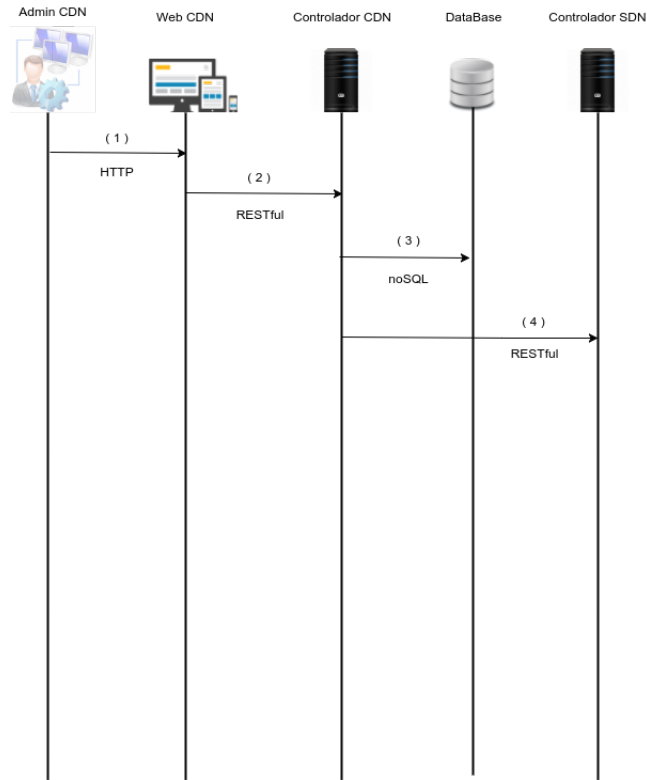 Admin CDN
Web CDN
Controlador CDN
DataBase
Controlador SDN
( 1 )
HTTP
( 2 )
RESTful
( 3 )
noSQL
( 4 )
RESTful